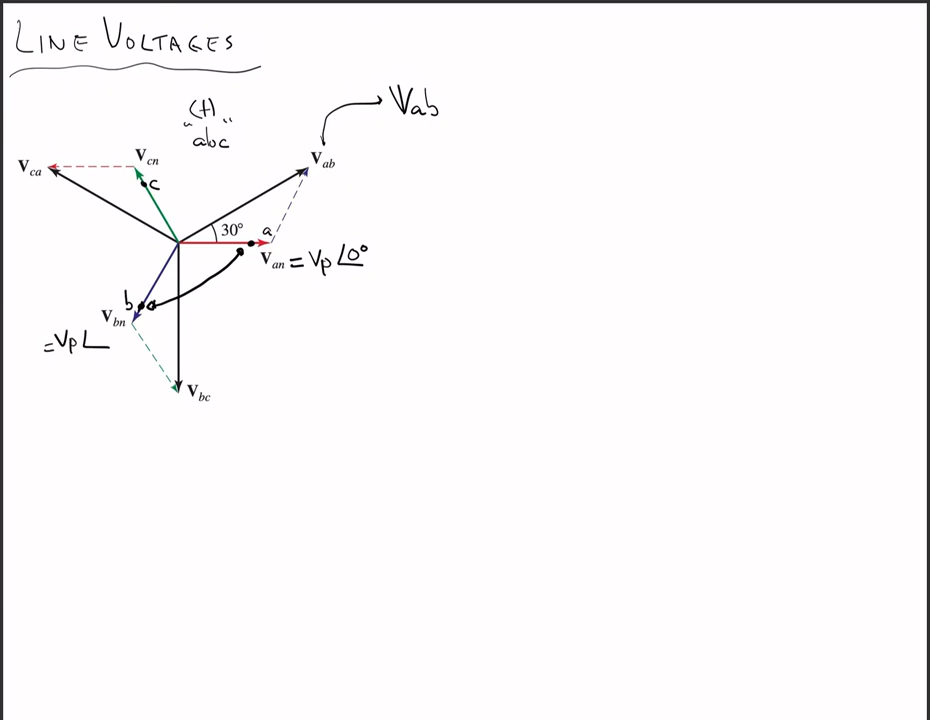 LINE VOLTAGES
(+)
"abc"
Vab
Vab
Vcn
Vca
c
30°
a
Van = Vp∠0°
b
Vbn
= Vp∠
Vbc